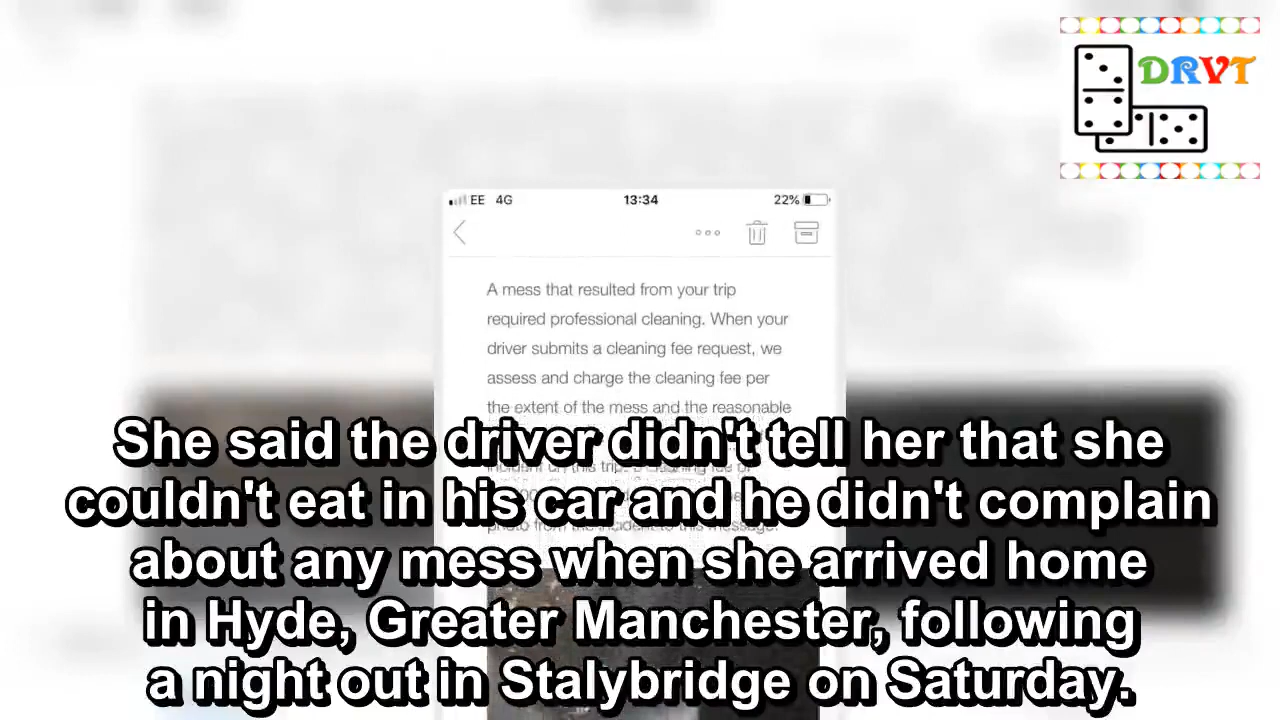 DRVT
EE 4G 13:34 22%
A mess that resulted from your trip
required professional cleaning. When your
driver submits a cleaning fee request, we
assess and charge the cleaning fee per
the extent of the mess and the reasonable
She said the driver didn't tell her that she
couldn't eat in his car and he didn't complain
about any mess when she arrived home
in Hyde, Greater Manchester, following
a night out in Stalybridge on Saturday.